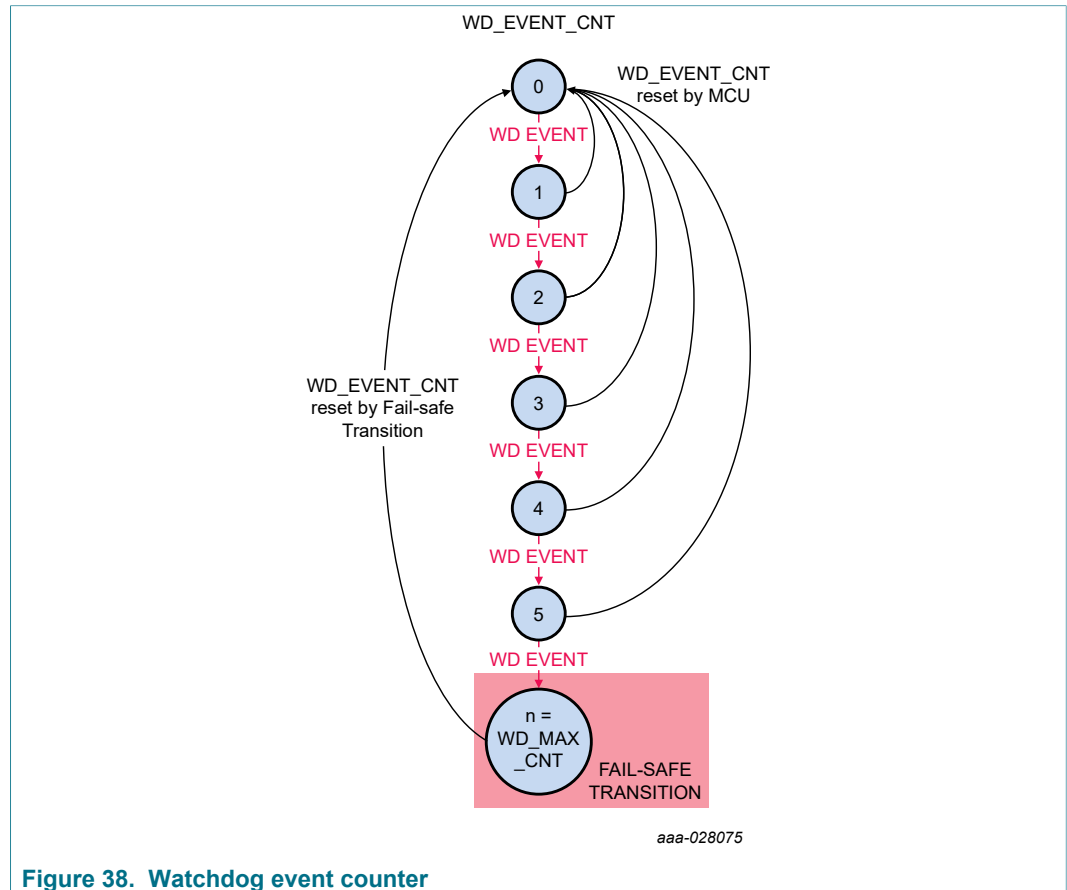 WD_EVENT_CNT
0
WD_EVENT_CNT
reset by MCU
WD EVENT
1
WD EVENT
2
WD EVENT
3
WD_EVENT_CNT
reset by Fail-safe
Transition
WD EVENT
4
WD EVENT
5
WD EVENT
n =
WD_MAX
_CNT
FAIL-SAFE
TRANSITION
aaa-028075
Figure 38. Watchdog event counter